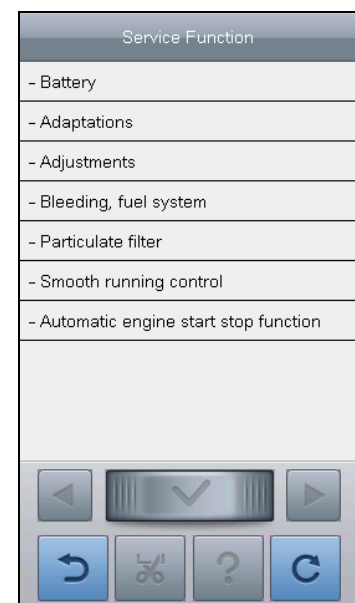 Service Function
– Battery
– Adaptations
– Adjustments
– Bleeding, fuel system
– Particulate filter
– Smooth running control
– Automatic engine start stop function
?